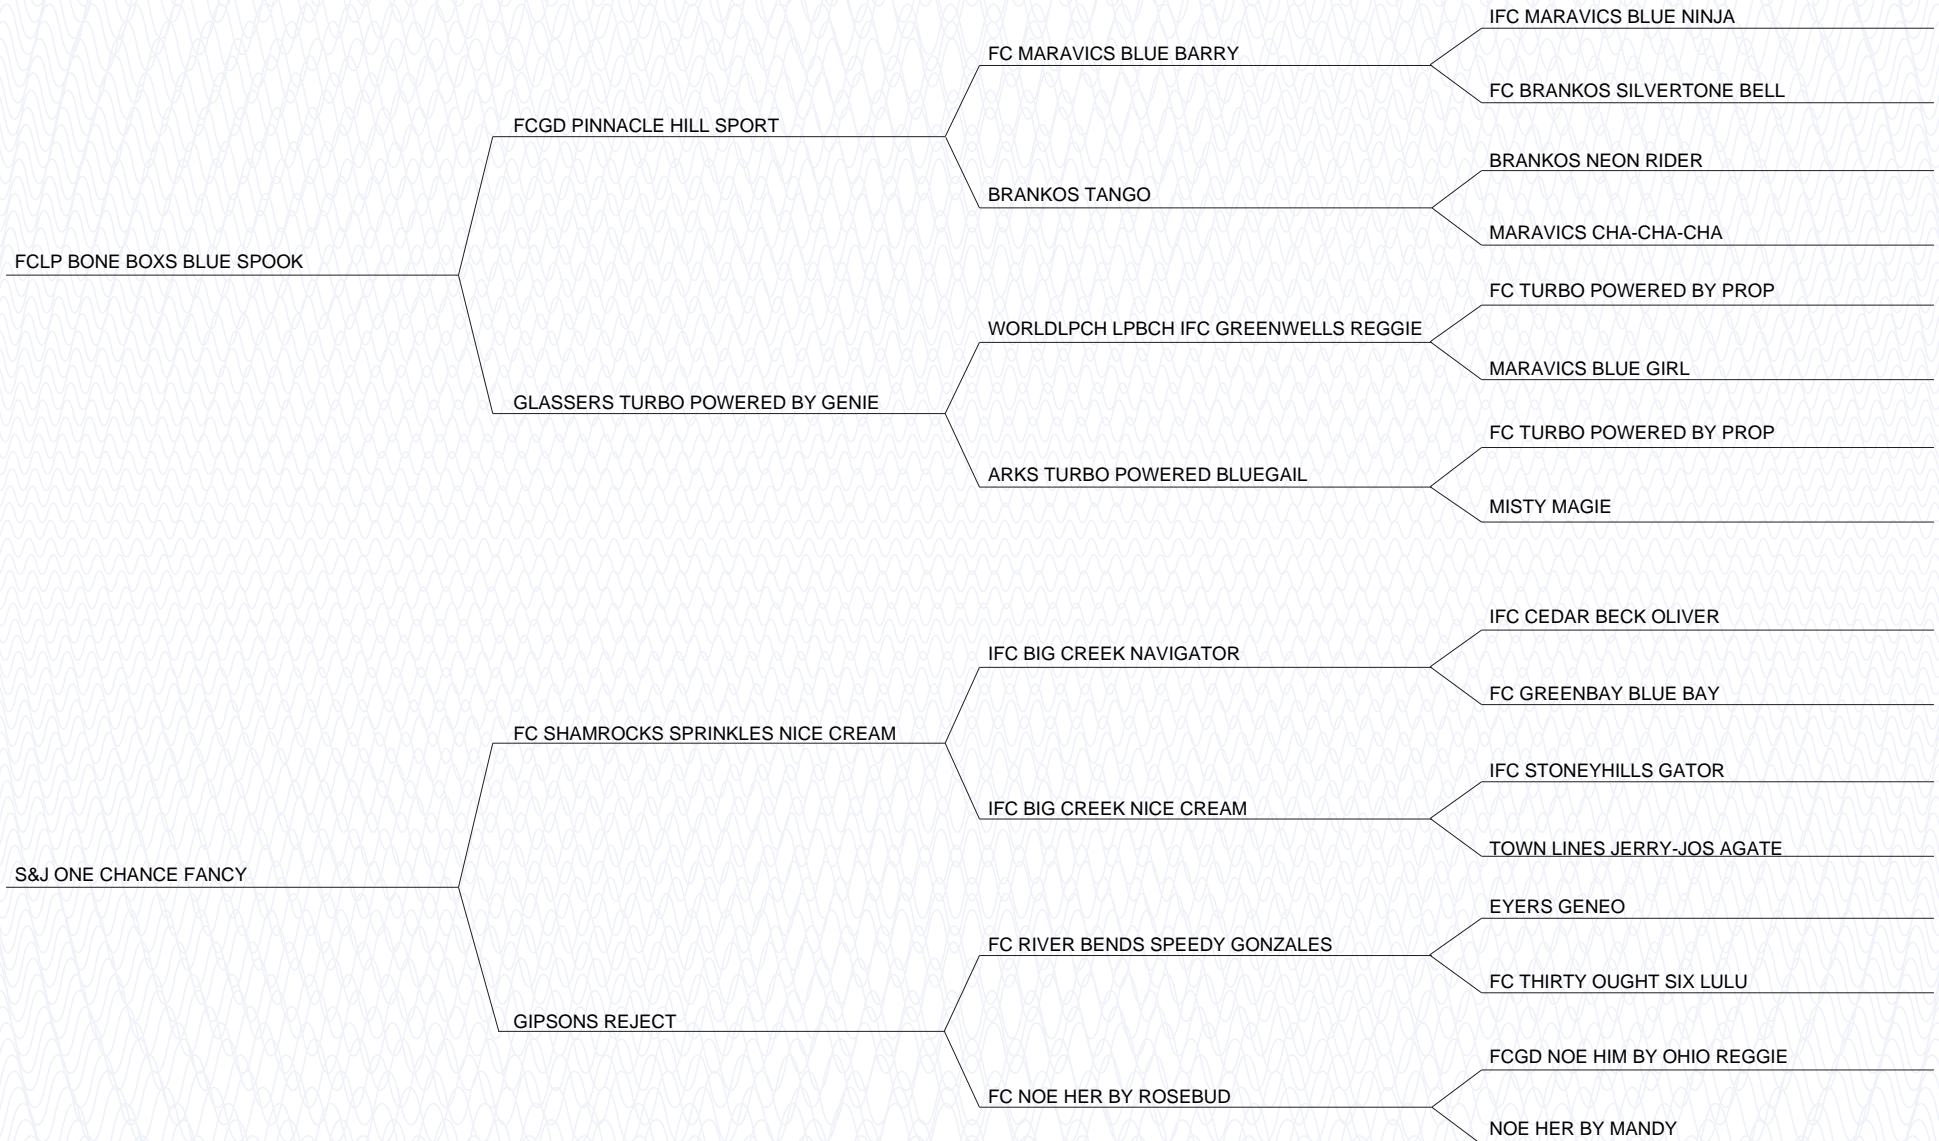 IFC MARAVICS BLUE NINJA
FC MARAVICS BLUE BARRY
FC BRANKOS SILVERTONE BELL
FCGD PINNACLE HILL SPORT
BRANKOS NEON RIDER
BRANKOS TANGO
MARAVICS CHA-CHA-CHA
FCLP BONE BOXS BLUE SPOOK
FC TURBO POWERED BY PROP
WORLDLPCH LPBCH IFC GREENWELLS REGGIE
MARAVICS BLUE GIRL
GLASSERS TURBO POWERED BY GENIE
FC TURBO POWERED BY PROP
ARKS TURBO POWERED BLUEGAIL
MISTY MAGIE
IFC CEDAR BECK OLIVER
IFC BIG CREEK NAVIGATOR
FC GREENBAY BLUE BAY
FC SHAMROCKS SPRINKLES NICE CREAM
IFC STONEYHILLS GATOR
IFC BIG CREEK NICE CREAM
TOWN LINES JERRY-JOS AGATE
S&J ONE CHANCE FANCY
EYERS GENEO
FC RIVER BENDS SPEEDY GONZALES
FC THIRTY OUGHT SIX LULU
GIPSONS REJECT
FCGD NOE HIM BY OHIO REGGIE
FC NOE HER BY ROSEBUD
NOE HER BY MANDY